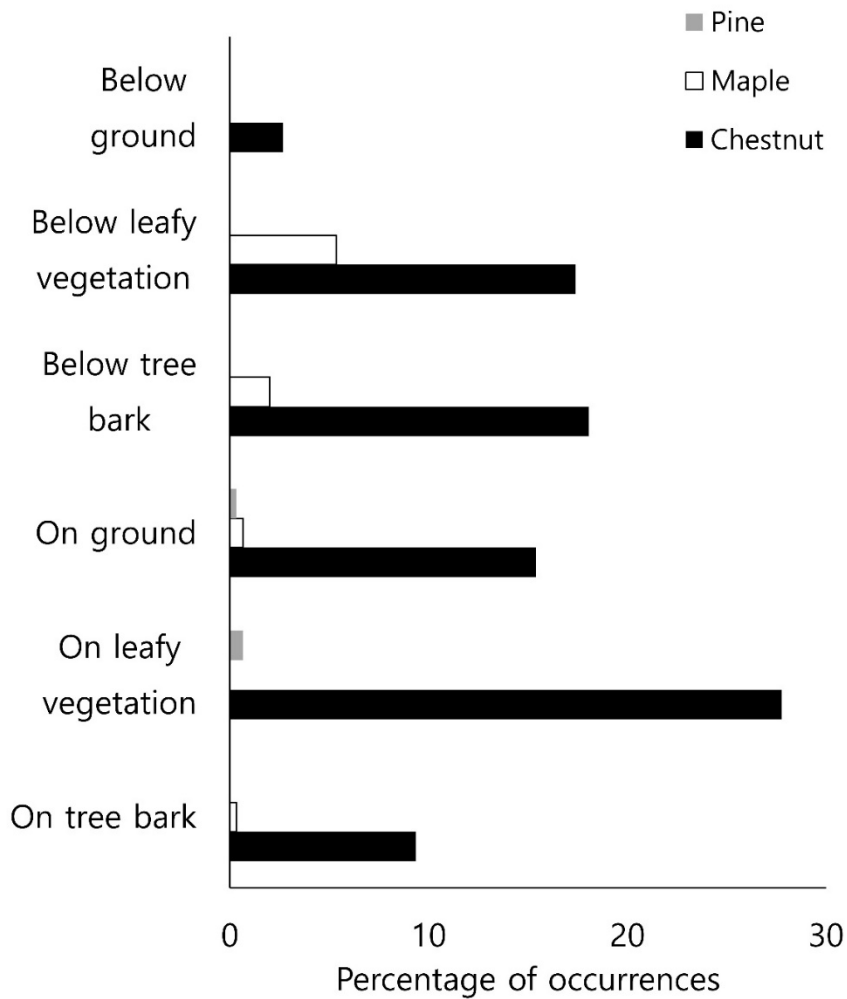 Pine
Maple
Chestnut
Below
ground
Below leafy
vegetation
Below tree
bark
On ground
On leafy
vegetation
On tree bark
0 10 20 30
Percentage of occurrences